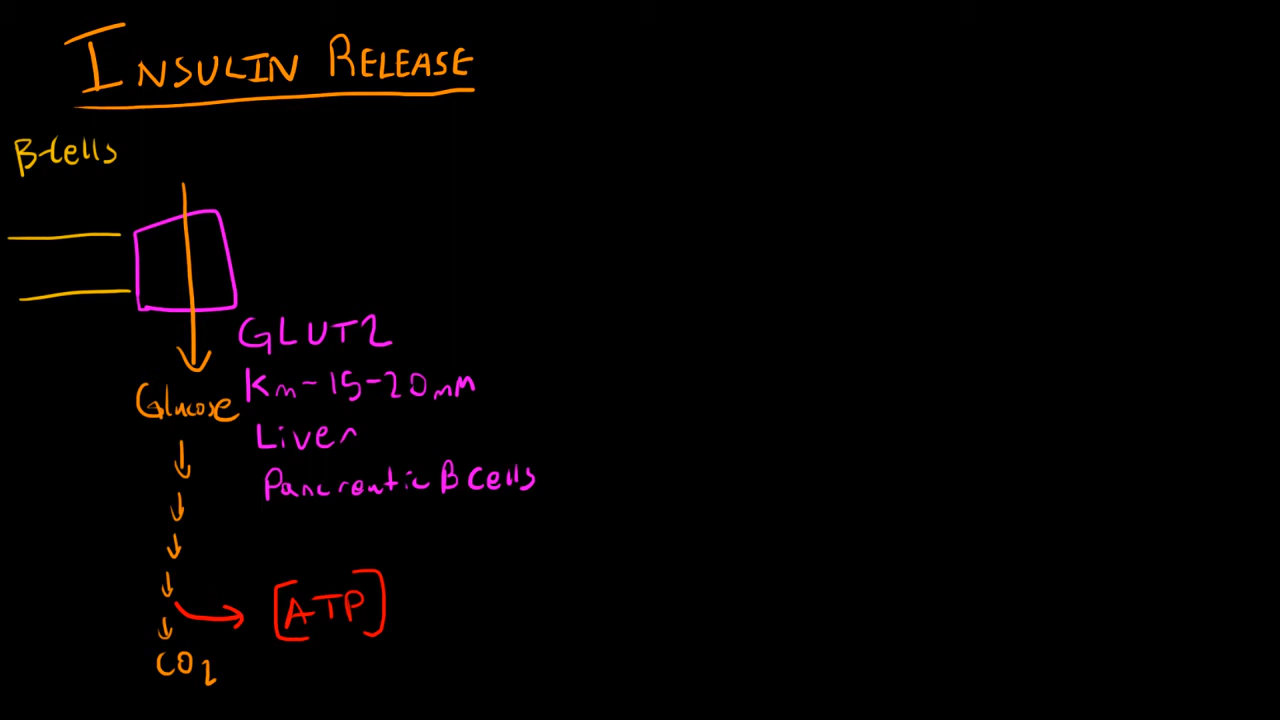 INSULIN RELEASE
β-Cells
GLUT2
Glucose
Km-15-20mM
Liver
Pancreatic β Cells
[ATP]
CO2